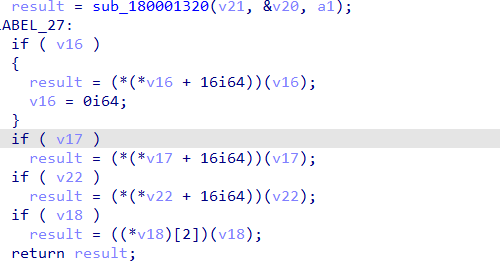 result = sub_180001320(v21, &v20, a1);
LABEL_27:
if ( v16 )
{
result = (*(*v16 + 16i64))(v16);
v16 = 0i64;
}
if ( v17 )
result = (*(*v17 + 16i64))(v17);
if ( v22 )
result = (*(*v22 + 16i64))(v22);
if ( v18 )
result = ((*v18)[2])(v18);
return result;